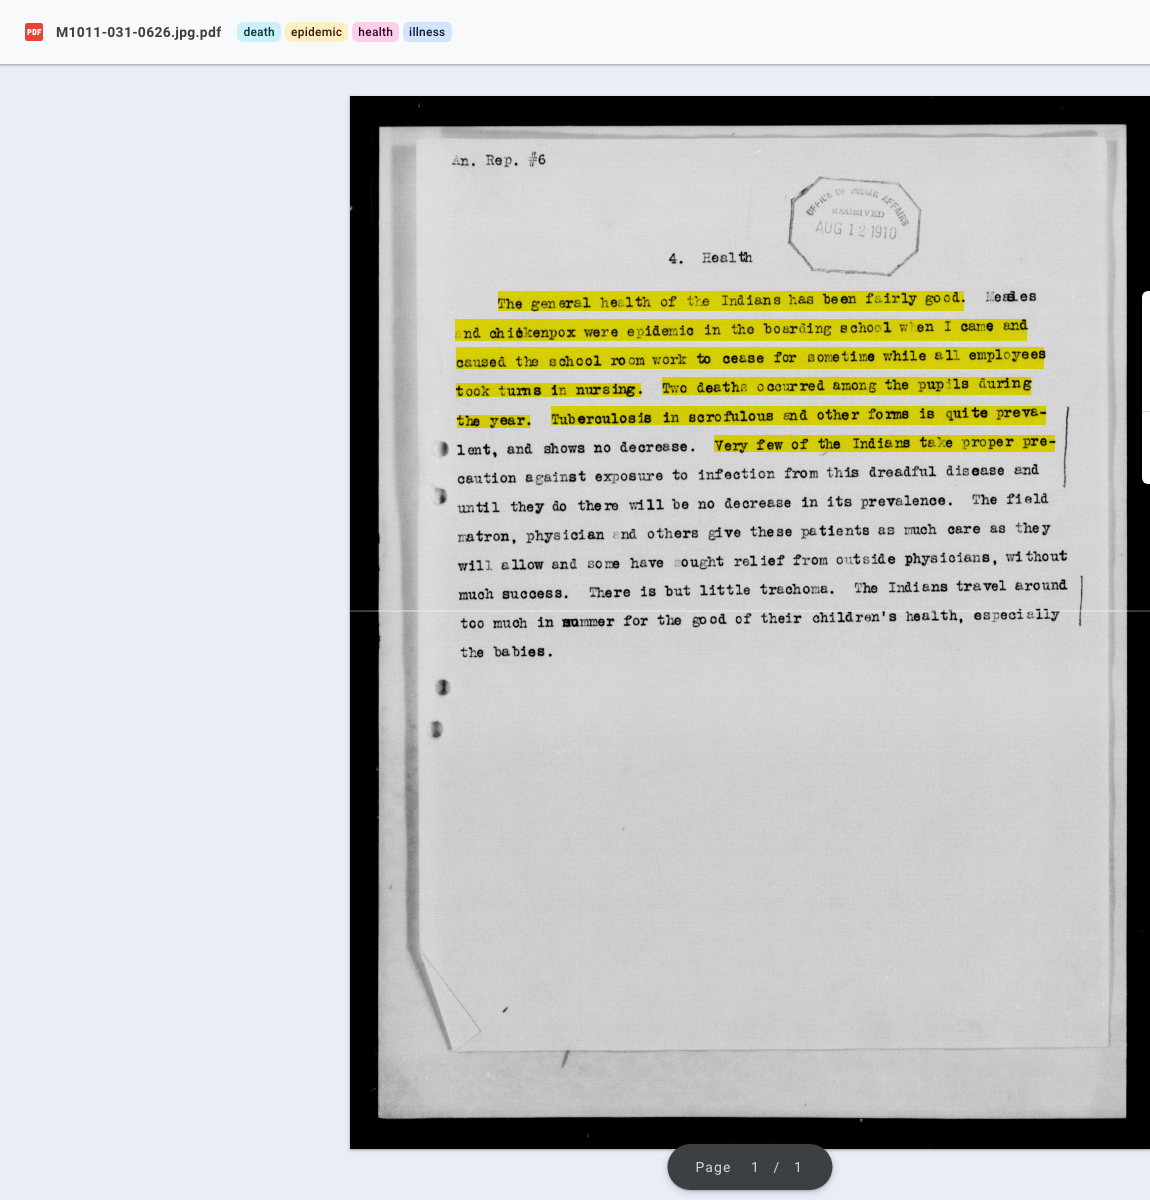 M1011-031-0626.jpg.pdf death epidemic health illness
An. Rep. #6
OFFICE OF INDIAN AFFAIRS
RECEIVED
AUG 12 1910
4. Health
The general health of the Indians has been fairly good. Measles
and chickenpox were epidemic in the boarding school when I came and
caused the school room work to cease for sometime while all employees
took turns in nursing. Two deaths occurred among the pupils during
the year. Tuberculosis in scrofulous and other forms is quite preva-
lent, and shows no decrease. Very few of the Indians take proper pre-
caution against exposure to infection from this dreadful disease and
until they do there will be no decrease in its prevalence. The field
matron, physician and others give these patients as much care as they
will allow and some have sought relief from outside physicians, without
much success. There is but little trachoma. The Indians travel around
too much in summer for the good of their children's health, especially
the babies.
Page 1 / 1